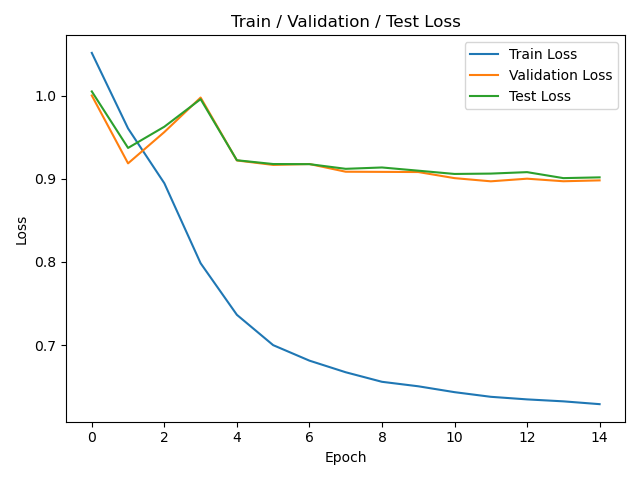 Train / Validation / Test Loss
Train Loss
Validation Loss
Test Loss
1.0
0.9
0.8
0.7
Loss
0 2 4 6 8 10 12 14
Epoch